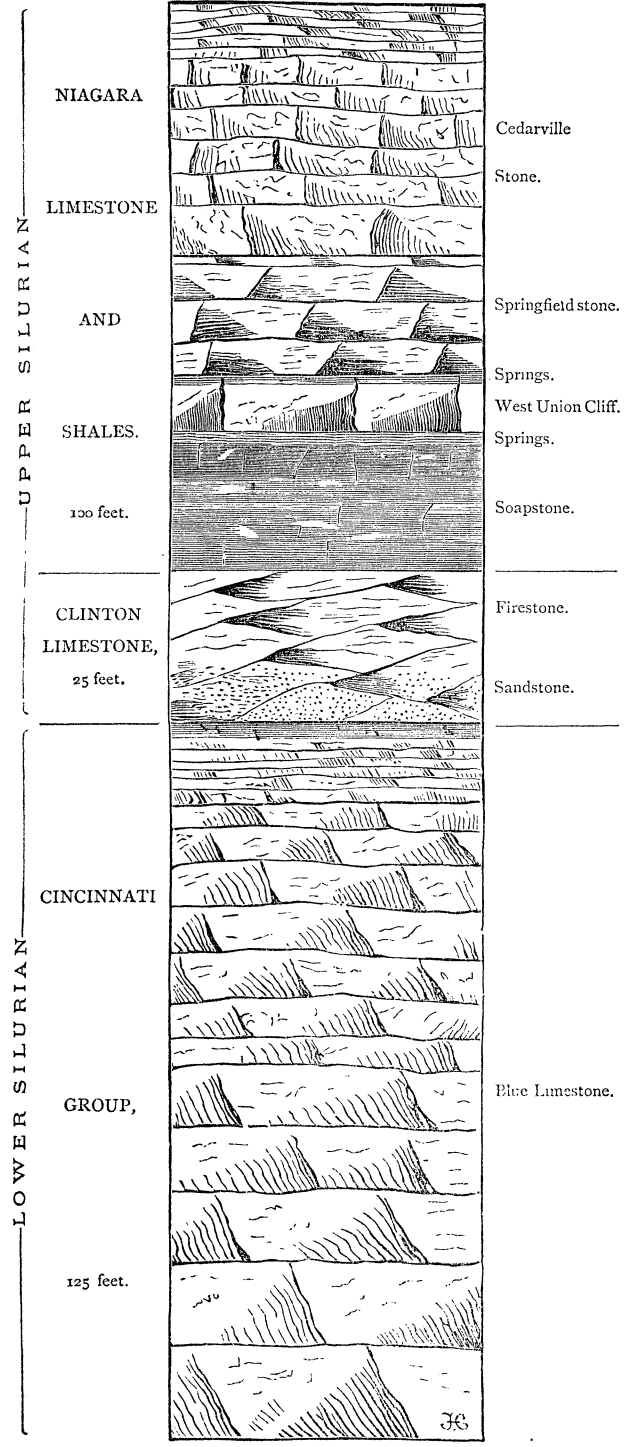 UPPER SILURIAN
NIAGARA
LIMESTONE
AND
SHALES.
100 feet.
Cedarville
Stone.
Springfield stone.
Springs.
West Union Cliff.
Springs.
Soapstone.
CLINTON
LIMESTONE,
25 feet.
Firestone.
Sandstone.
LOWER SILURIAN
CINCINNATI
GROUP,
125 feet.
Blue Limestone.